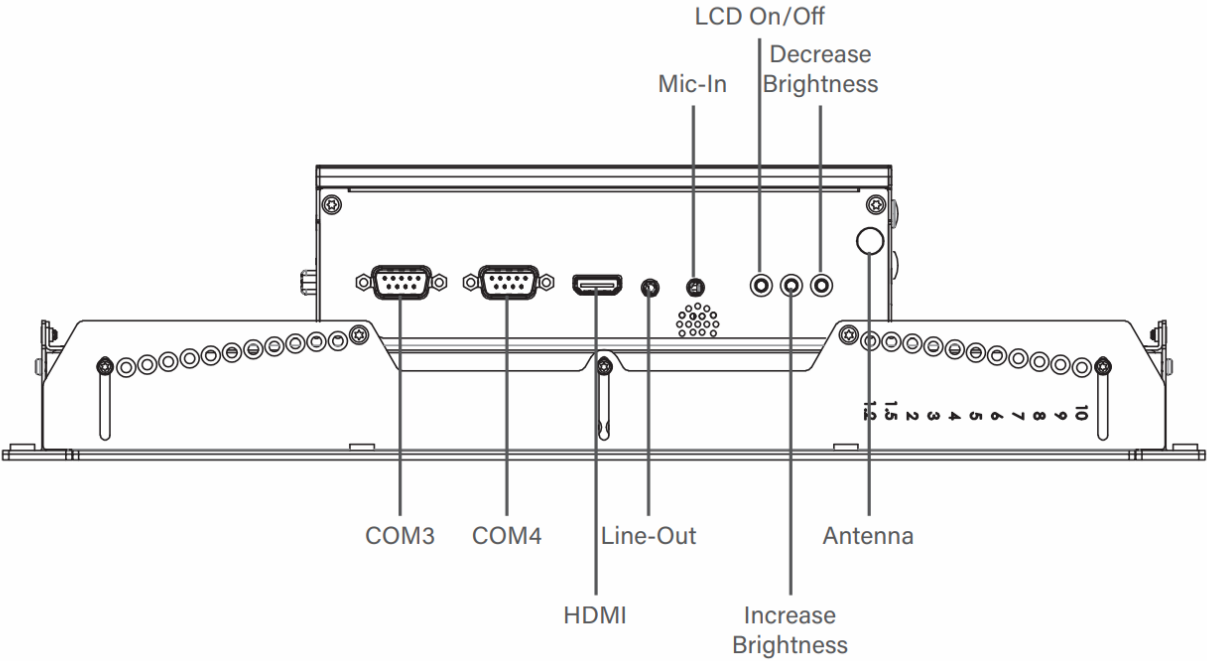 LCD On/Off
Decrease
Brightness
Mic-In
1.2
1.5
2
3
4
5
6
7
8
9
10
COM3
COM4
Line-Out
Antenna
HDMI
Increase
Brightness